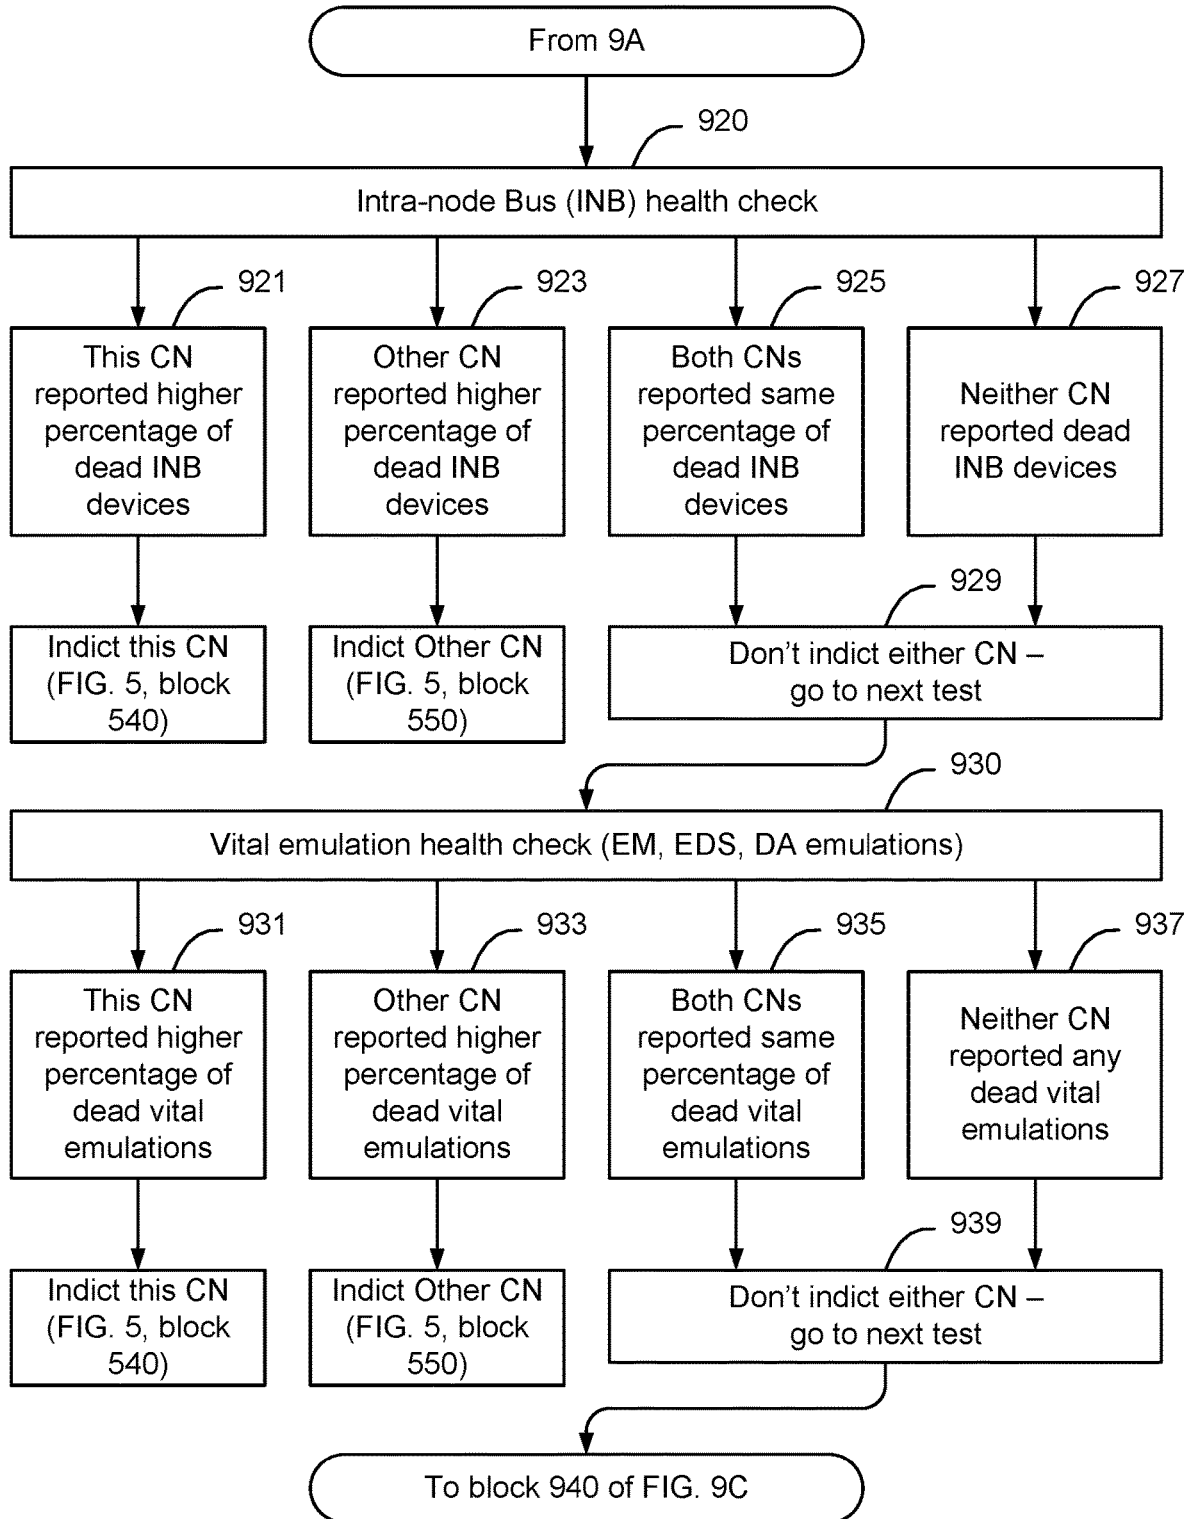 From 9A
920
Intra-node Bus (INB) health check
921
923
925
927
This CN
reported higher
percentage of
dead INB
devices
Other CN
reported higher
percentage of
dead INB
devices
Both CNs
reported same
percentage of
dead INB
devices
Neither CN
reported dead
INB devices
929
Indict this CN
(FIG. 5, block
540)
Indict Other CN
(FIG. 5, block
550)
Don't indict either CN –
go to next test
930
Vital emulation health check (EM, EDS, DA emulations)
931
933
935
937
This CN
reported higher
percentage of
dead vital
emulations
Other CN
reported higher
percentage of
dead vital
emulations
Both CNs
reported same
percentage of
dead vital
emulations
Neither CN
reported any
dead vital
emulations
939
Indict this CN
(FIG. 5, block
540)
Indict Other CN
(FIG. 5, block
550)
Don't indict either CN –
go to next test
To block 940 of FIG. 9C